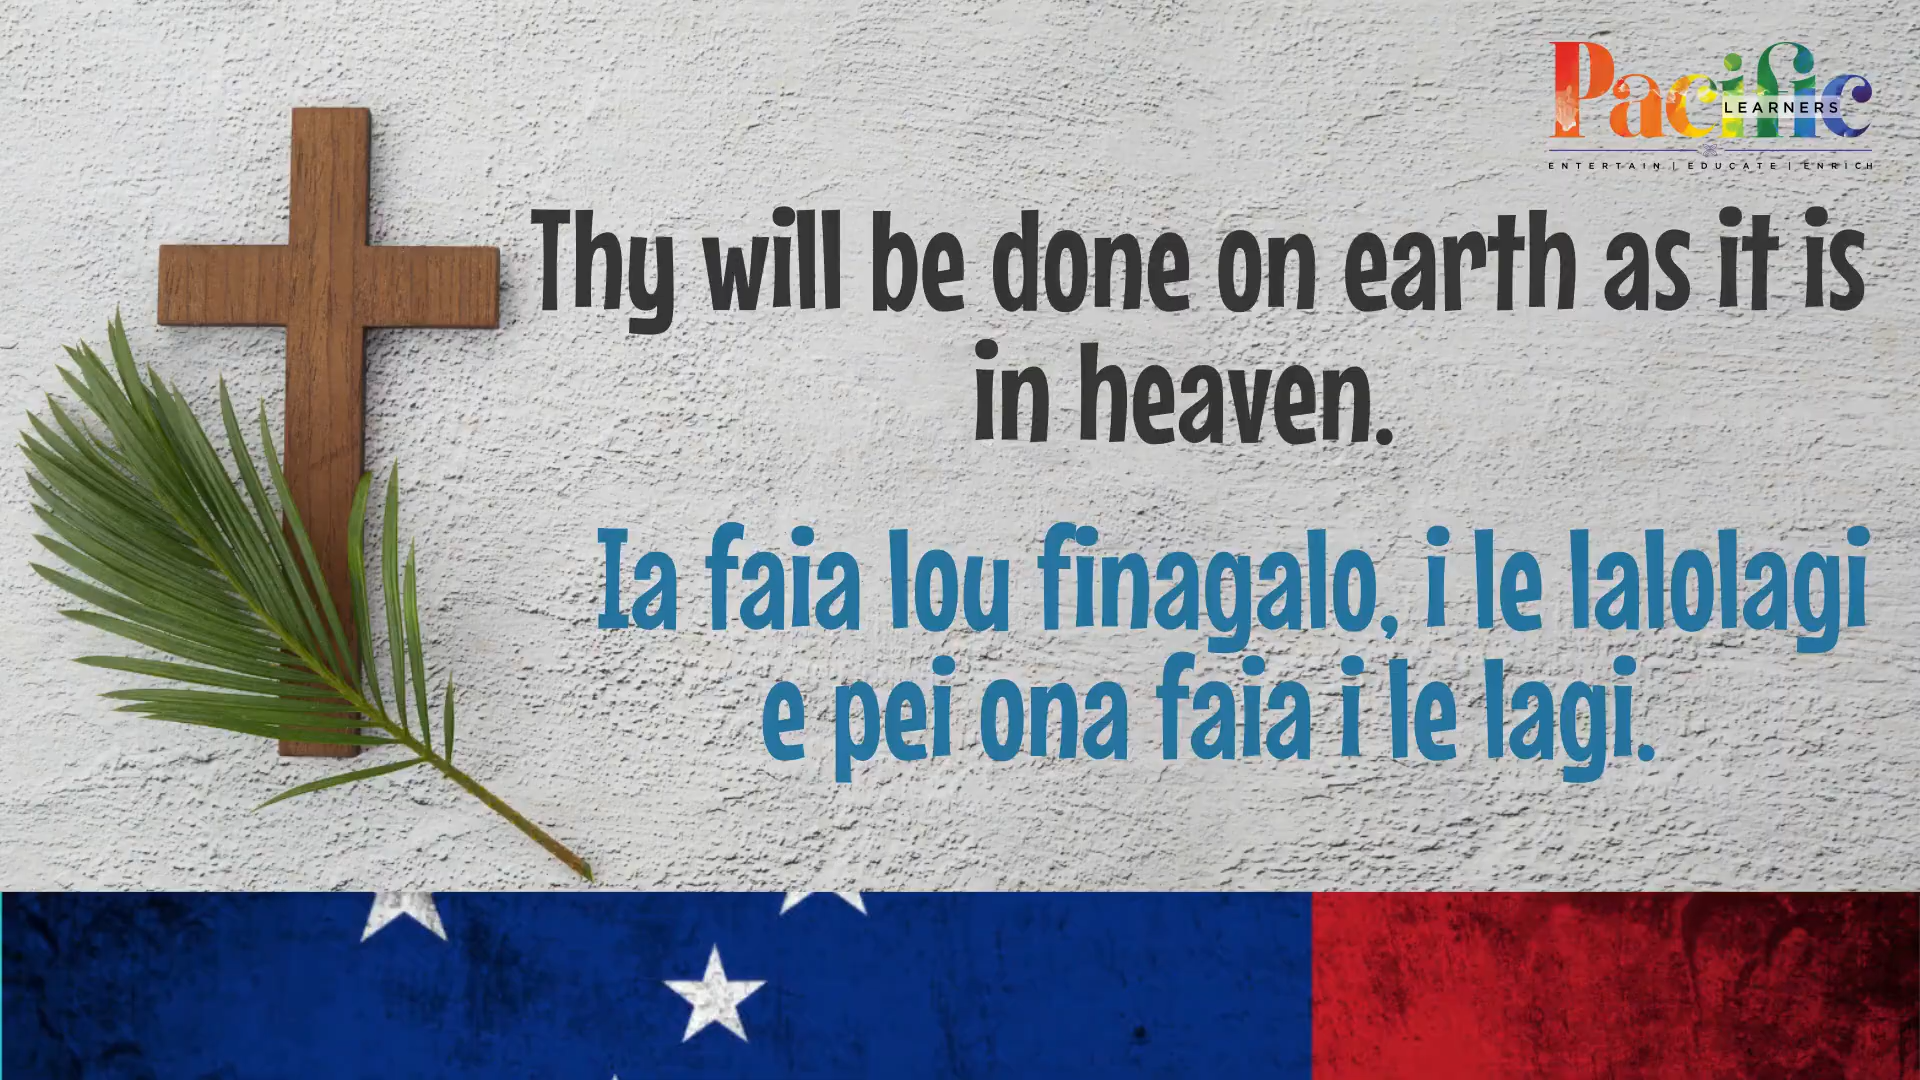 Pacific
LEARNERS
ENTERTAIN | EDUCATE | ENRICH
Thy will be done on earth as it is
in heaven.
Ia faia lou finagalo, i le lalolagi
e pei ona faia i le lagi.